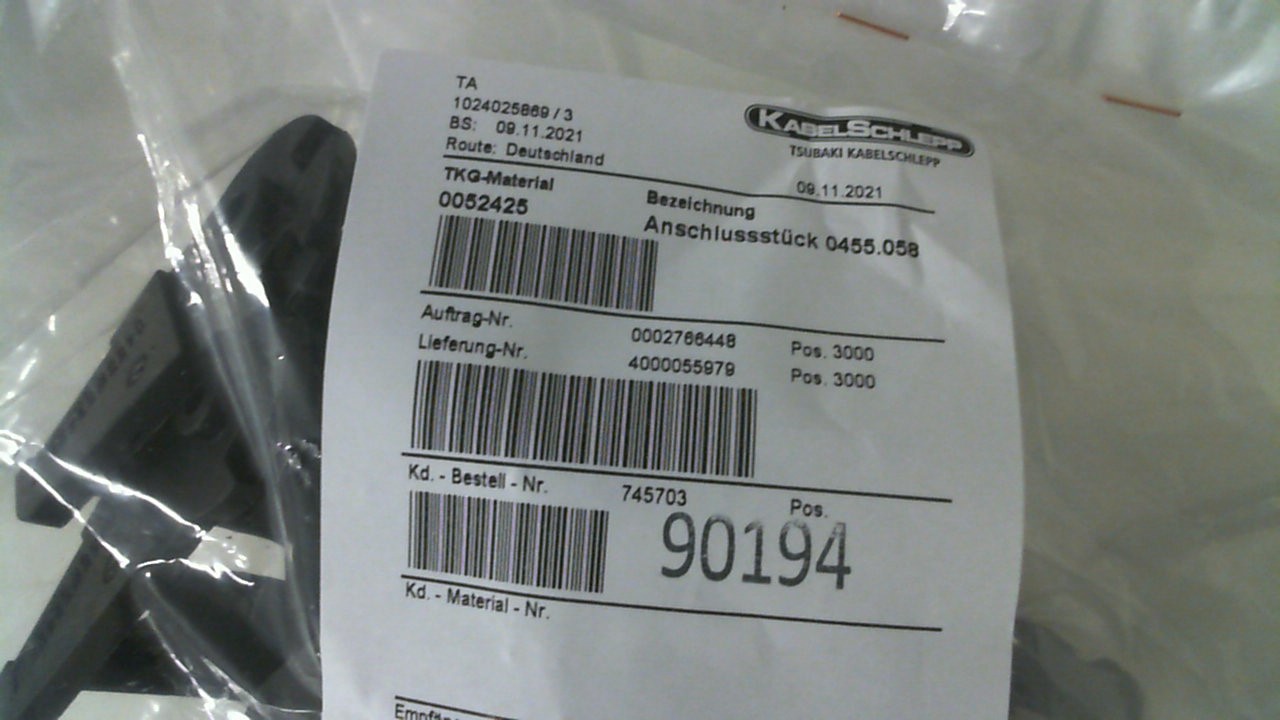 TA
1024025869 / 3
BS: 09.11.2021
Route: Deutschland
KABELSCHLEPP
TSUBAKI KABELSCHLEPP
09.11.2021
TKG-Material
Bezeichnung
0052425
Anschlussstück 0455.058
Auftrag-Nr. 0002766448 Pos. 3000
Lieferung-Nr. 4000055979 Pos. 3000
Kd. - Bestell - Nr. 745703 Pos.
90194
Kd. - Material - Nr.